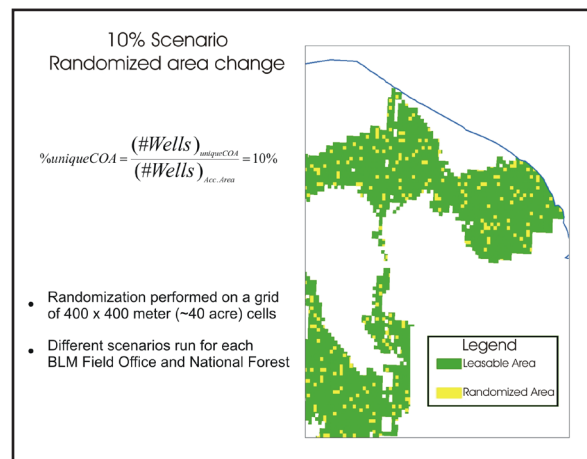 10% Scenario
Randomized area change
%uniqueCOA = (#Wells)uniqueCOA / (#Wells)Acc.Area = 10%
• Randomization performed on a grid
of 400 x 400 meter (~40 acre) cells
• Different scenarios run for each
BLM Field Office and National Forest
Legend
Leasable Area
Randomized Area